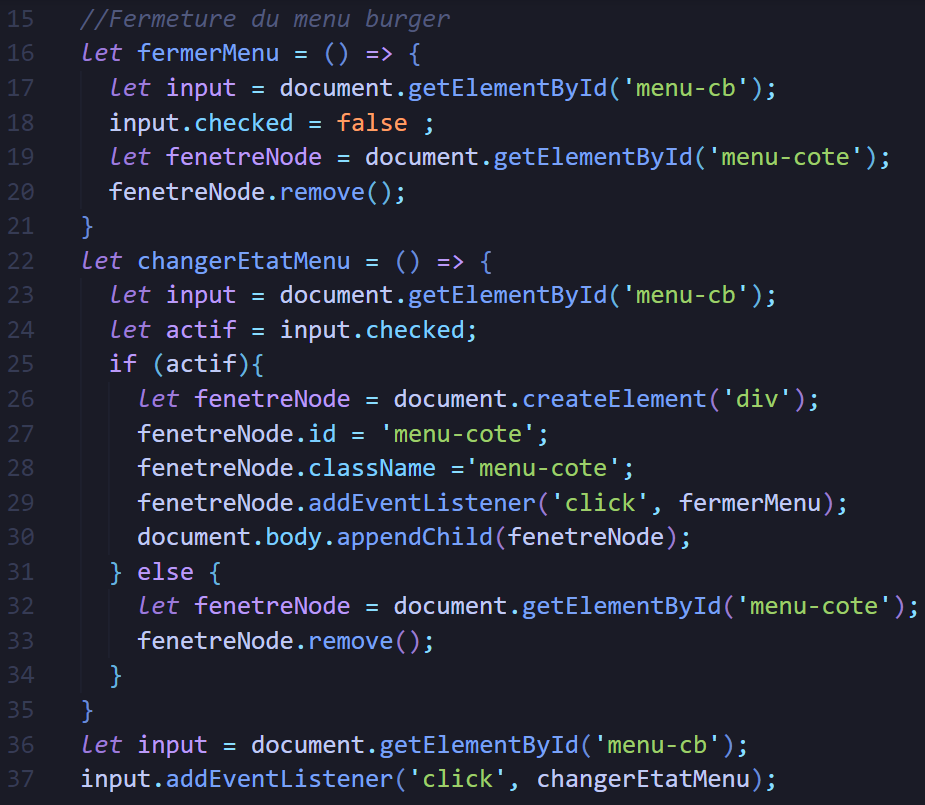 15 //Fermeture du menu burger
16 let fermerMenu = () => {
17 let input = document.getElementById('menu-cb');
18 input.checked = false ;
19 let fenetreNode = document.getElementById('menu-cote');
20 fenetreNode.remove();
21 }
22 let changerEtatMenu = () => {
23 let input = document.getElementById('menu-cb');
24 let actif = input.checked;
25 if (actif){
26 let fenetreNode = document.createElement('div');
27 fenetreNode.id = 'menu-cote';
28 fenetreNode.className ='menu-cote';
29 fenetreNode.addEventListener('click', fermerMenu);
30 document.body.appendChild(fenetreNode);
31 } else {
32 let fenetreNode = document.getElementById('menu-cote');
33 fenetreNode.remove();
34 }
35 }
36 let input = document.getElementById('menu-cb');
37 input.addEventListener('click', changerEtatMenu);